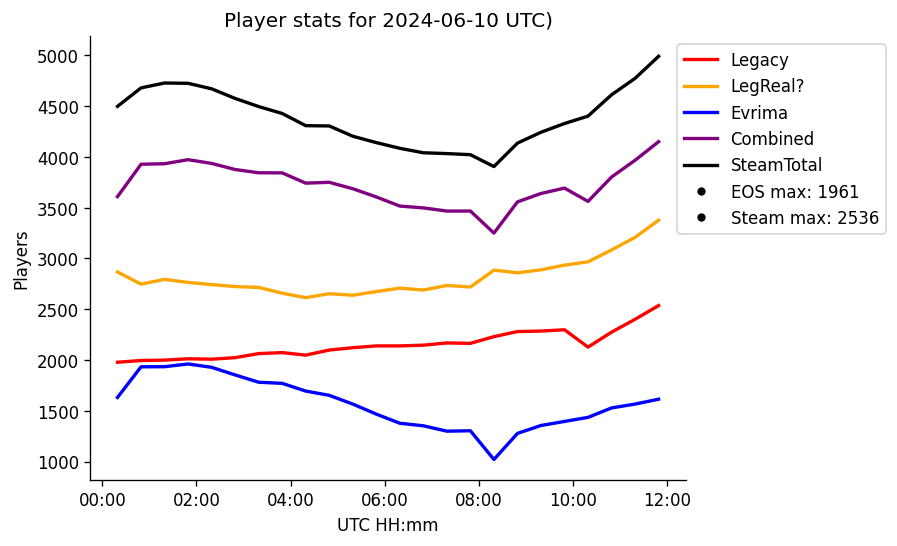 Player stats for 2024-06-10 UTC)
5000
4500
4000
3500
3000
2500
2000
1500
1000
Players
00:00 02:00 04:00 06:00 08:00 10:00 12:00
UTC HH:mm
Legacy
LegReal?
Evrima
Combined
SteamTotal
EOS max: 1961
Steam max: 2536